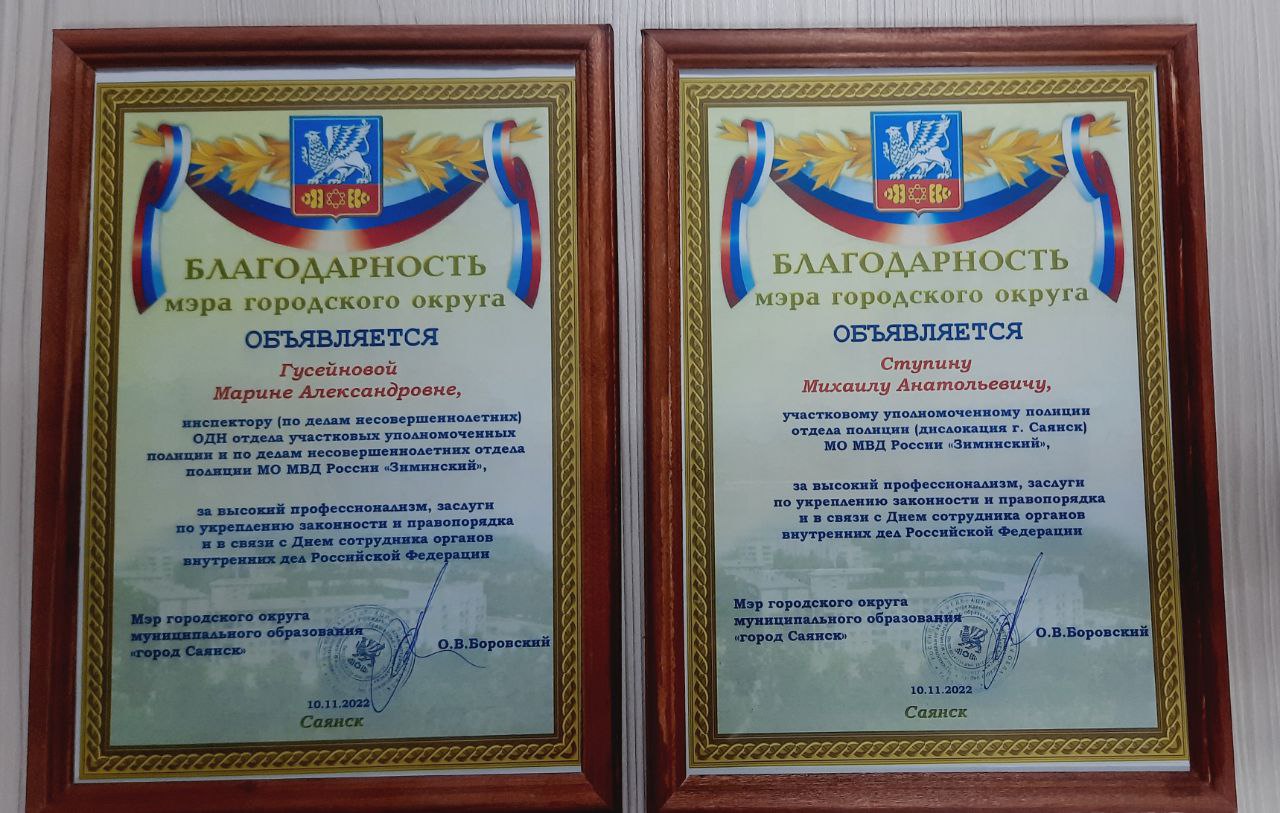 БЛАГОДАРНОСТЬ
мэра городского округа
ОБЪЯВЛЯЕТСЯ
Гусейновой
Марине Александровне,
инспектору (по делам несовершеннолетних)
ОДН отдела участковых уполномоченных
полиции и по делам несовершеннолетних отдела
полиции МО МВД России «Зиминский»,
за высокий профессионализм, заслуги
по укреплению законности и правопорядка
и в связи с Днем сотрудника органов
внутренних дел Российской Федерации
Мэр городского округа
муниципального образования
«город Саянск»
О.В.Боровский
10.11.2022
Саянск
БЛАГОДАРНОСТЬ
мэра городского округа
ОБЪЯВЛЯЕТСЯ
Ступину
Михаилу Анатольевичу,
участковому уполномоченному полиции
отдела полиции (дислокация г. Саянск)
МО МВД России «Зиминский»,
за высокий профессионализм, заслуги
по укреплению законности и правопорядка
и в связи с Днем сотрудника органов
внутренних дел Российской Федерации
Мэр городского округа
муниципального образования
«город Саянск»
О.В.Боровский
10.11.2022
Саянск